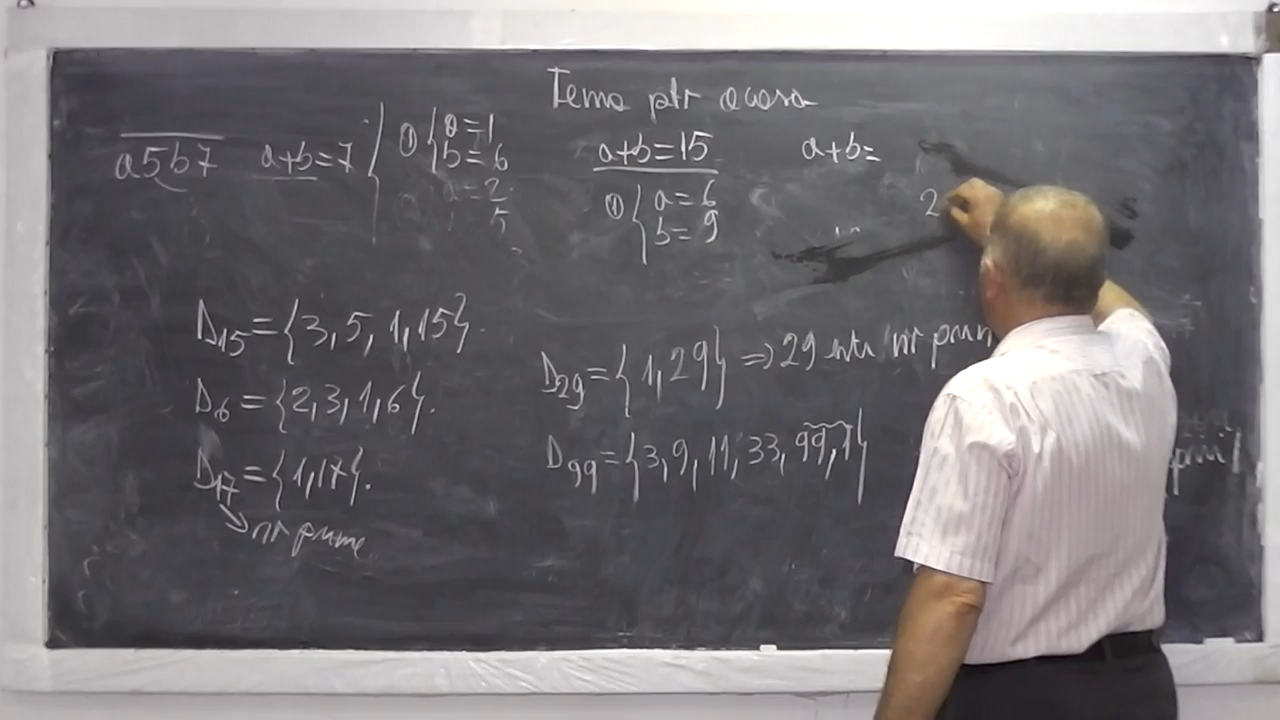 Tema ptr acasa
a5b7 a+b=7 { ① { a=1 b=6
a=2
5
a+b=15
① { a=6 b=9
a+b=
2
D15={3,5,1,15}.
D6={2,3,1,6}.
D17={1,17}.
↘ nr prime
D29={1,29} => 29 este nr prim
D99={3,9,11,33,99,1}